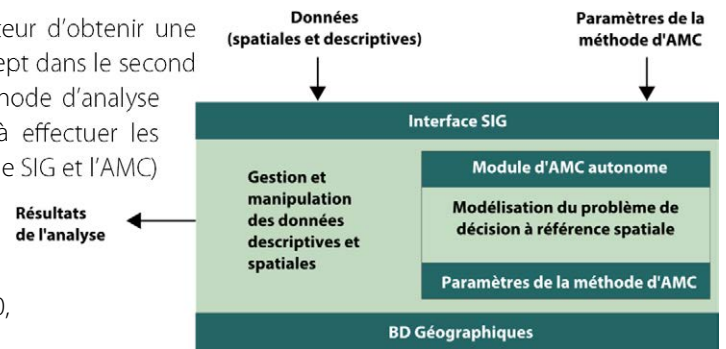 teur d'obtenir une
ept dans le second
node d'analyse
à effectuer les
e SIG et l'AMC)
0,
Données
(spatiales et descriptives)
Paramètres de la
méthode d'AMC
Interface SIG
Gestion et
manipulation
des données
descriptives et
spatiales
Module d'AMC autonome
Modélisation du problème de
décision à référence spatiale
Paramètres de la méthode d'AMC
Résultats
de l'analyse
BD Géographiques